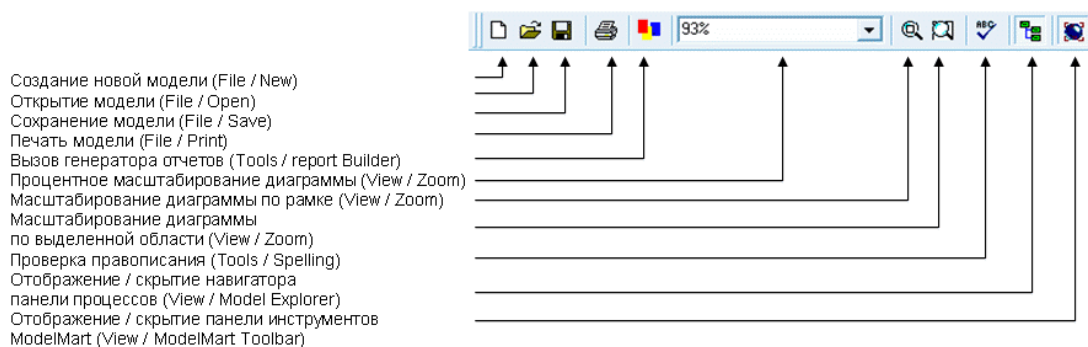 93%
ABC
Создание новой модели (File / New)
Открытие модели (File / Open)
Сохранение модели (File / Save)
Печать модели (File / Print)
Вызов генератора отчетов (Tools / report Builder)
Процентное масштабирование диаграммы (View / Zoom)
Масштабирование диаграммы по рамке (View / Zoom)
Масштабирование диаграммы
по выделенной области (View / Zoom)
Проверка правописания (Tools / Spelling)
Отображение / скрытие навигатора
панели процессов (View / Model Explorer)
Отображение / скрытие панели инструментов
ModelMart (View / ModelMart Toolbar)